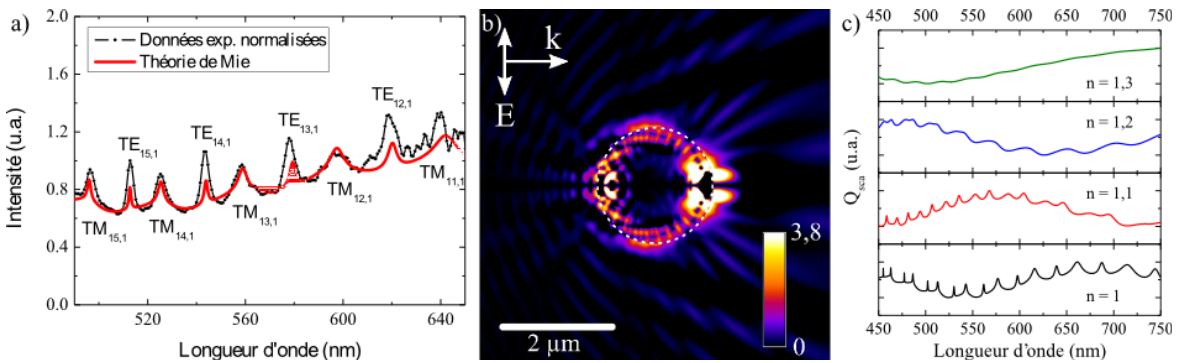 a)
Données exp. normalisées
Théorie de Mie
2.0
1.6
1.2
0.8
0.4
0.0
Intensité (u.a.)
TE15,1
TE14,1
TE13,1
TE12,1
TM15,1
TM14,1
TM13,1
TM12,1
TM11,1
520
560
600
640
Longueur d'onde (nm)
b)
k
E
2 µm
3,8
0
c)
450 500 550 600 650 700 750
n = 1,3
n = 1,2
n = 1,1
n = 1
Qsca (u.a.)
450 500 550 600 650 700 750
Longueur d'onde (nm)